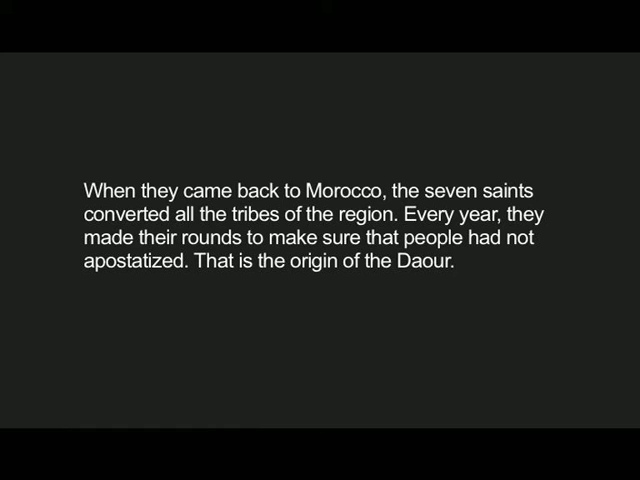 When they came back to Morocco, the seven saints
converted all the tribes of the region. Every year, they
made their rounds to make sure that people had not
apostatized. That is the origin of the Daour.